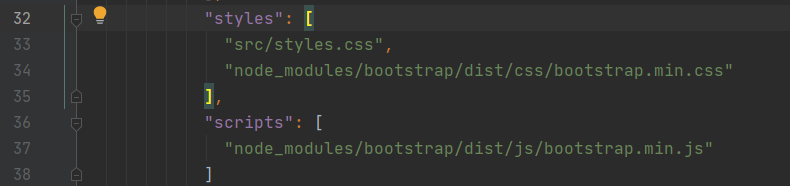 32 "styles": [
33 "src/styles.css",
34 "node_modules/bootstrap/dist/css/bootstrap.min.css"
35 ],
36 "scripts": [
37 "node_modules/bootstrap/dist/js/bootstrap.min.js"
38 ]